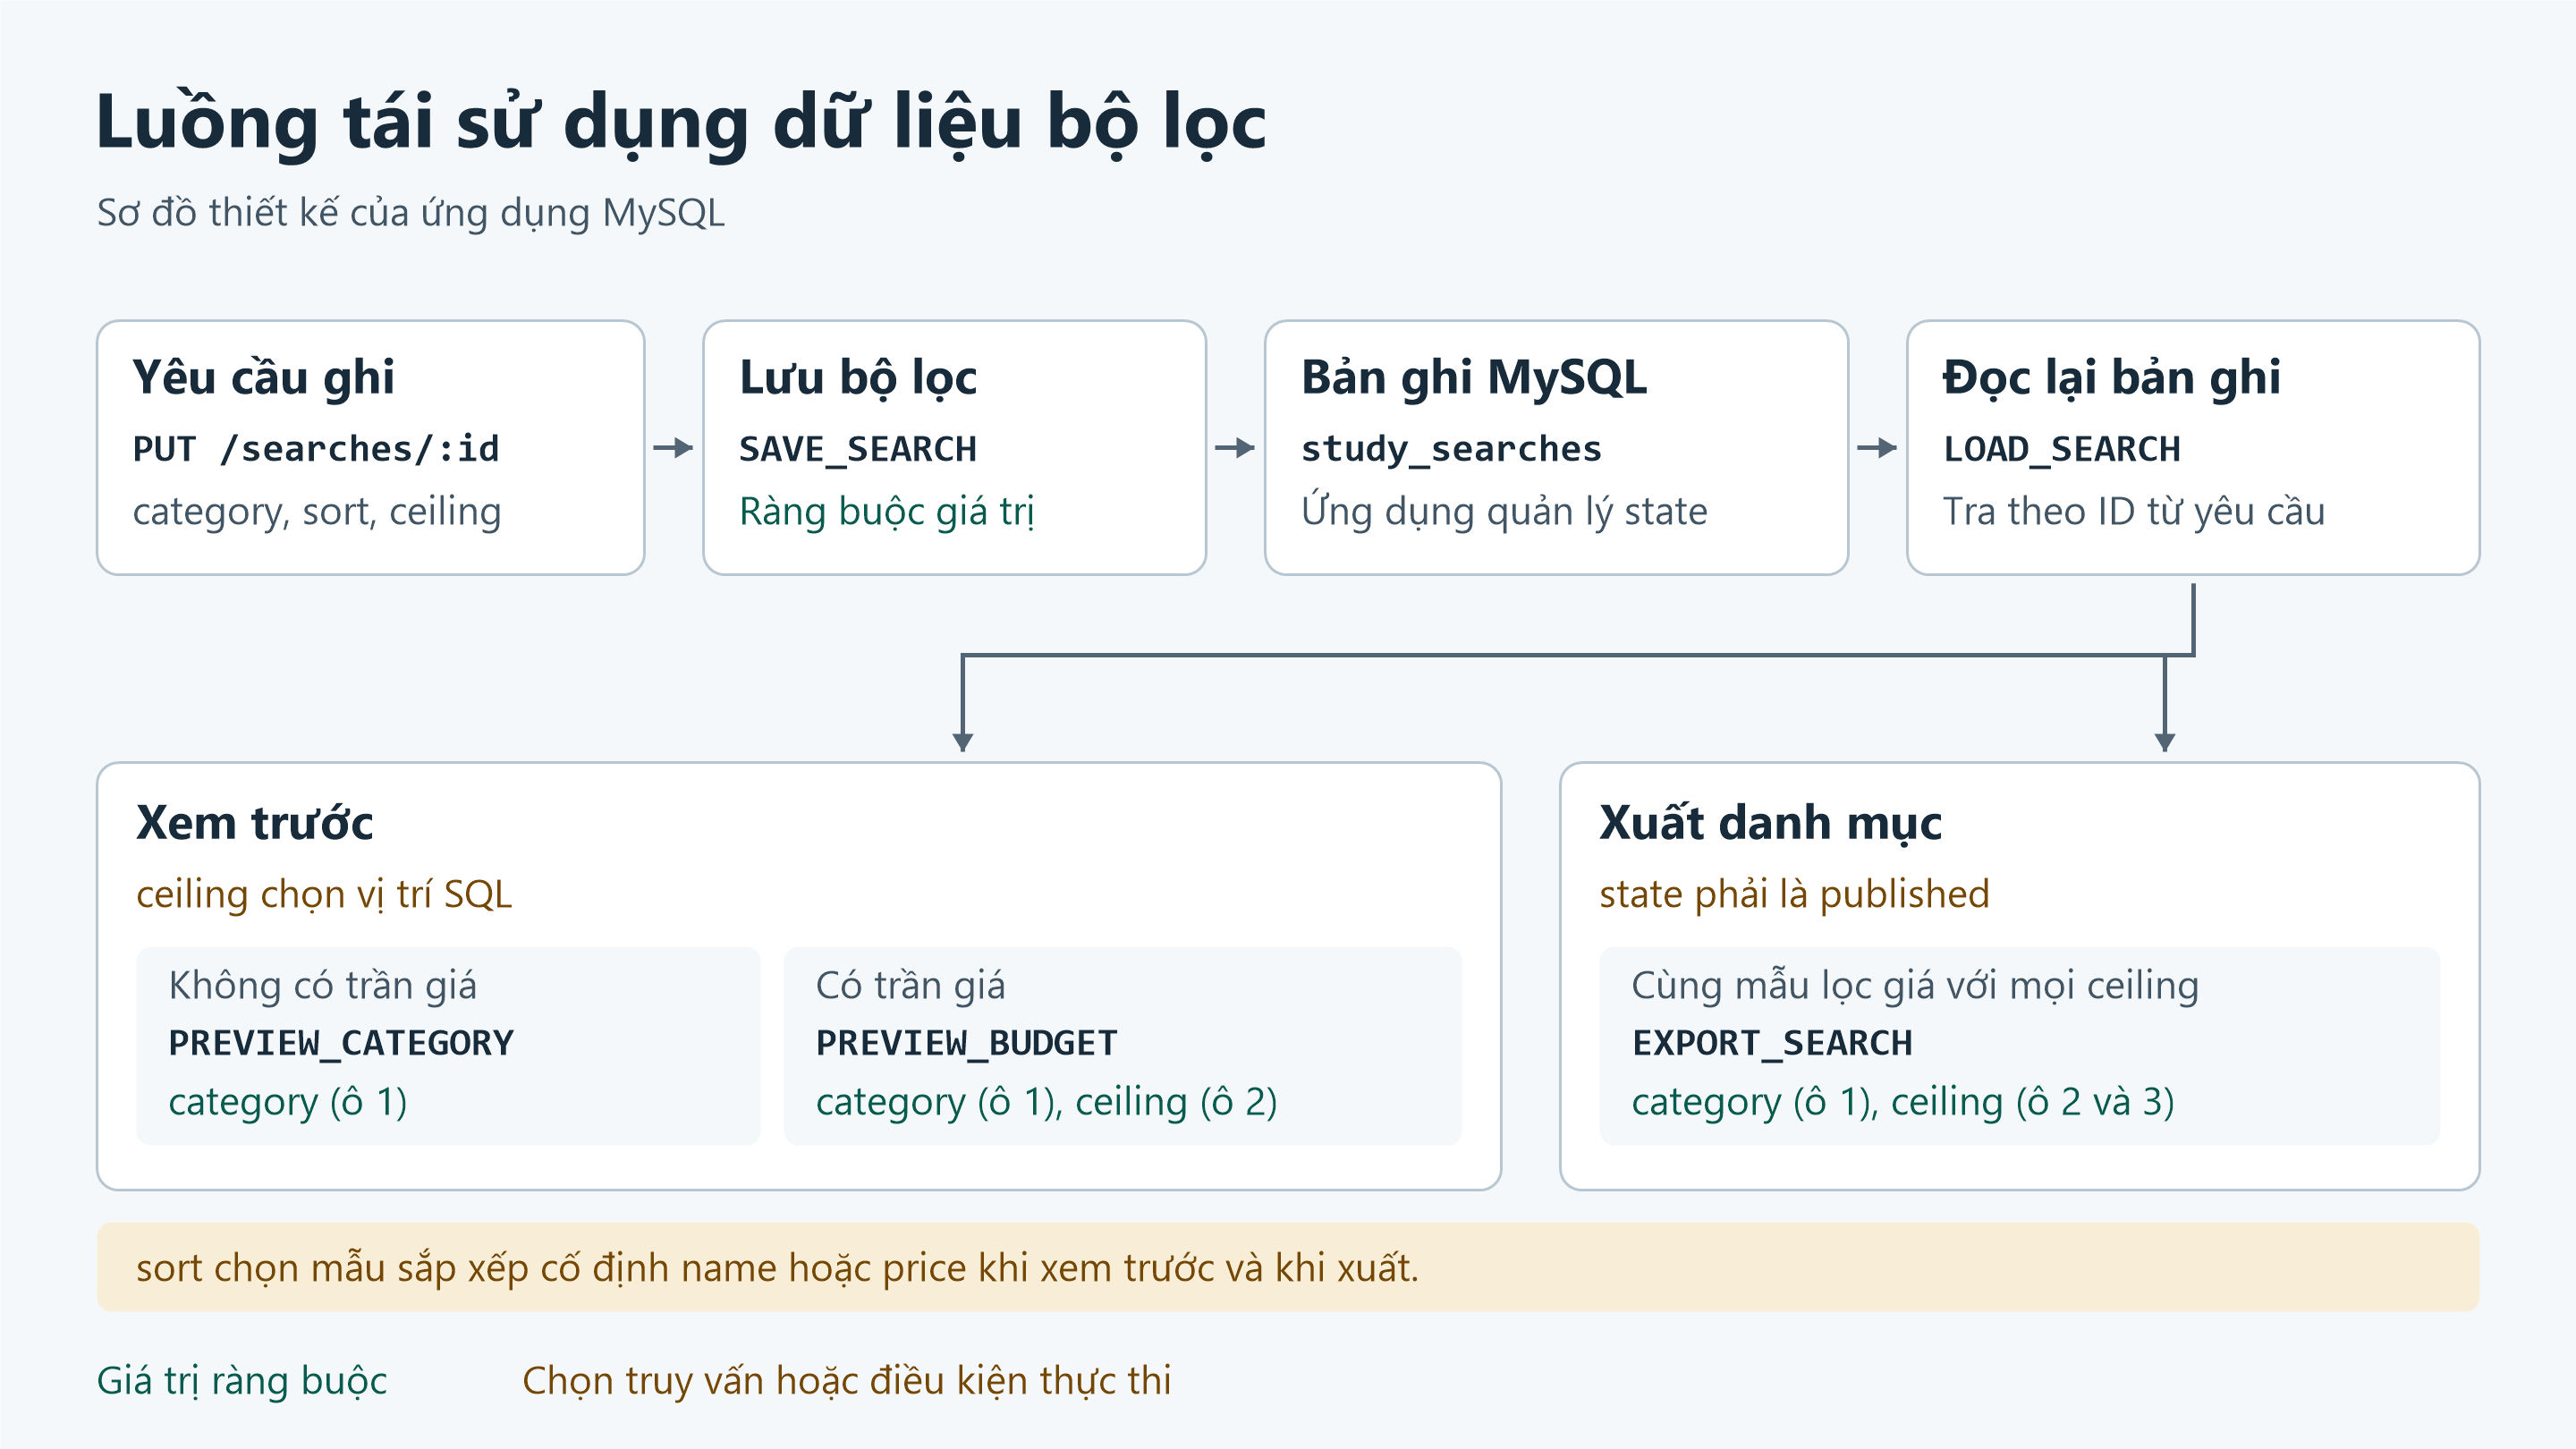 Luồng tái sử dụng dữ liệu bộ lọc
Sơ đồ thiết kế của ứng dụng MySQL
Yêu cầu ghi
PUT /searches/:id
category, sort, ceiling
Lưu bộ lọc
SAVE_SEARCH
Ràng buộc giá trị
Bản ghi MySQL
study_searches
Ứng dụng quản lý state
Đọc lại bản ghi
LOAD_SEARCH
Tra theo ID từ yêu cầu
Xem trước
ceiling chọn vị trí SQL
Không có trần giá
PREVIEW_CATEGORY
category (ô 1)
Có trần giá
PREVIEW_BUDGET
category (ô 1), ceiling (ô 2)
Xuất danh mục
state phải là published
Cùng mẫu lọc giá với mọi ceiling
EXPORT_SEARCH
category (ô 1), ceiling (ô 2 và 3)
sort chọn mẫu sắp xếp cố định name hoặc price khi xem trước và khi xuất.
Giá trị ràng buộc
Chọn truy vấn hoặc điều kiện thực thi